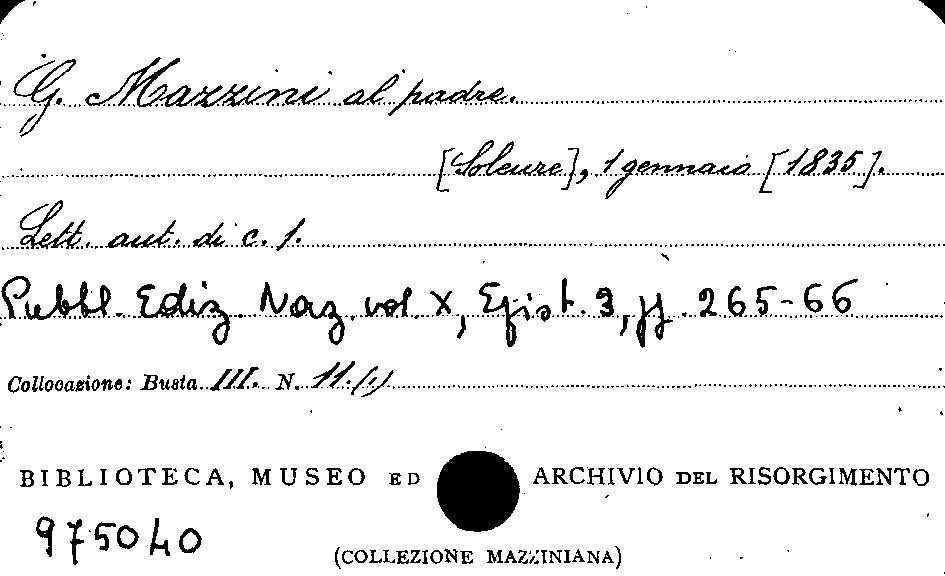 G. Mazzini al padre.
[Soleure], 1 gennaio [1835].
Lett. aut. di c. 1.
Pubbl. Ediz. Naz. vol. X, Epist. 3, pp. 265-66
Collocazione: Busta III. N. 11.(1)
BIBLIOTECA, MUSEO ED ARCHIVIO DEL RISORGIMENTO
975040
(COLLEZIONE MAZZINIANA)